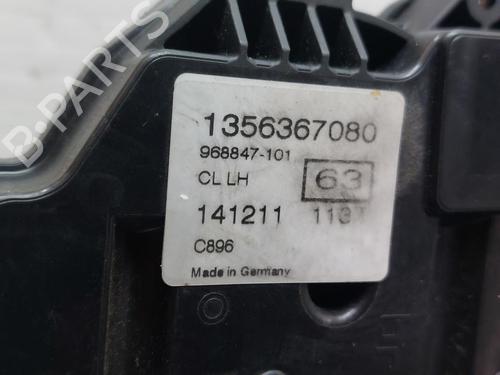 1356367080
968847-101
CL LH 63
141211 113
C896
Made in Germany
B-PARTS